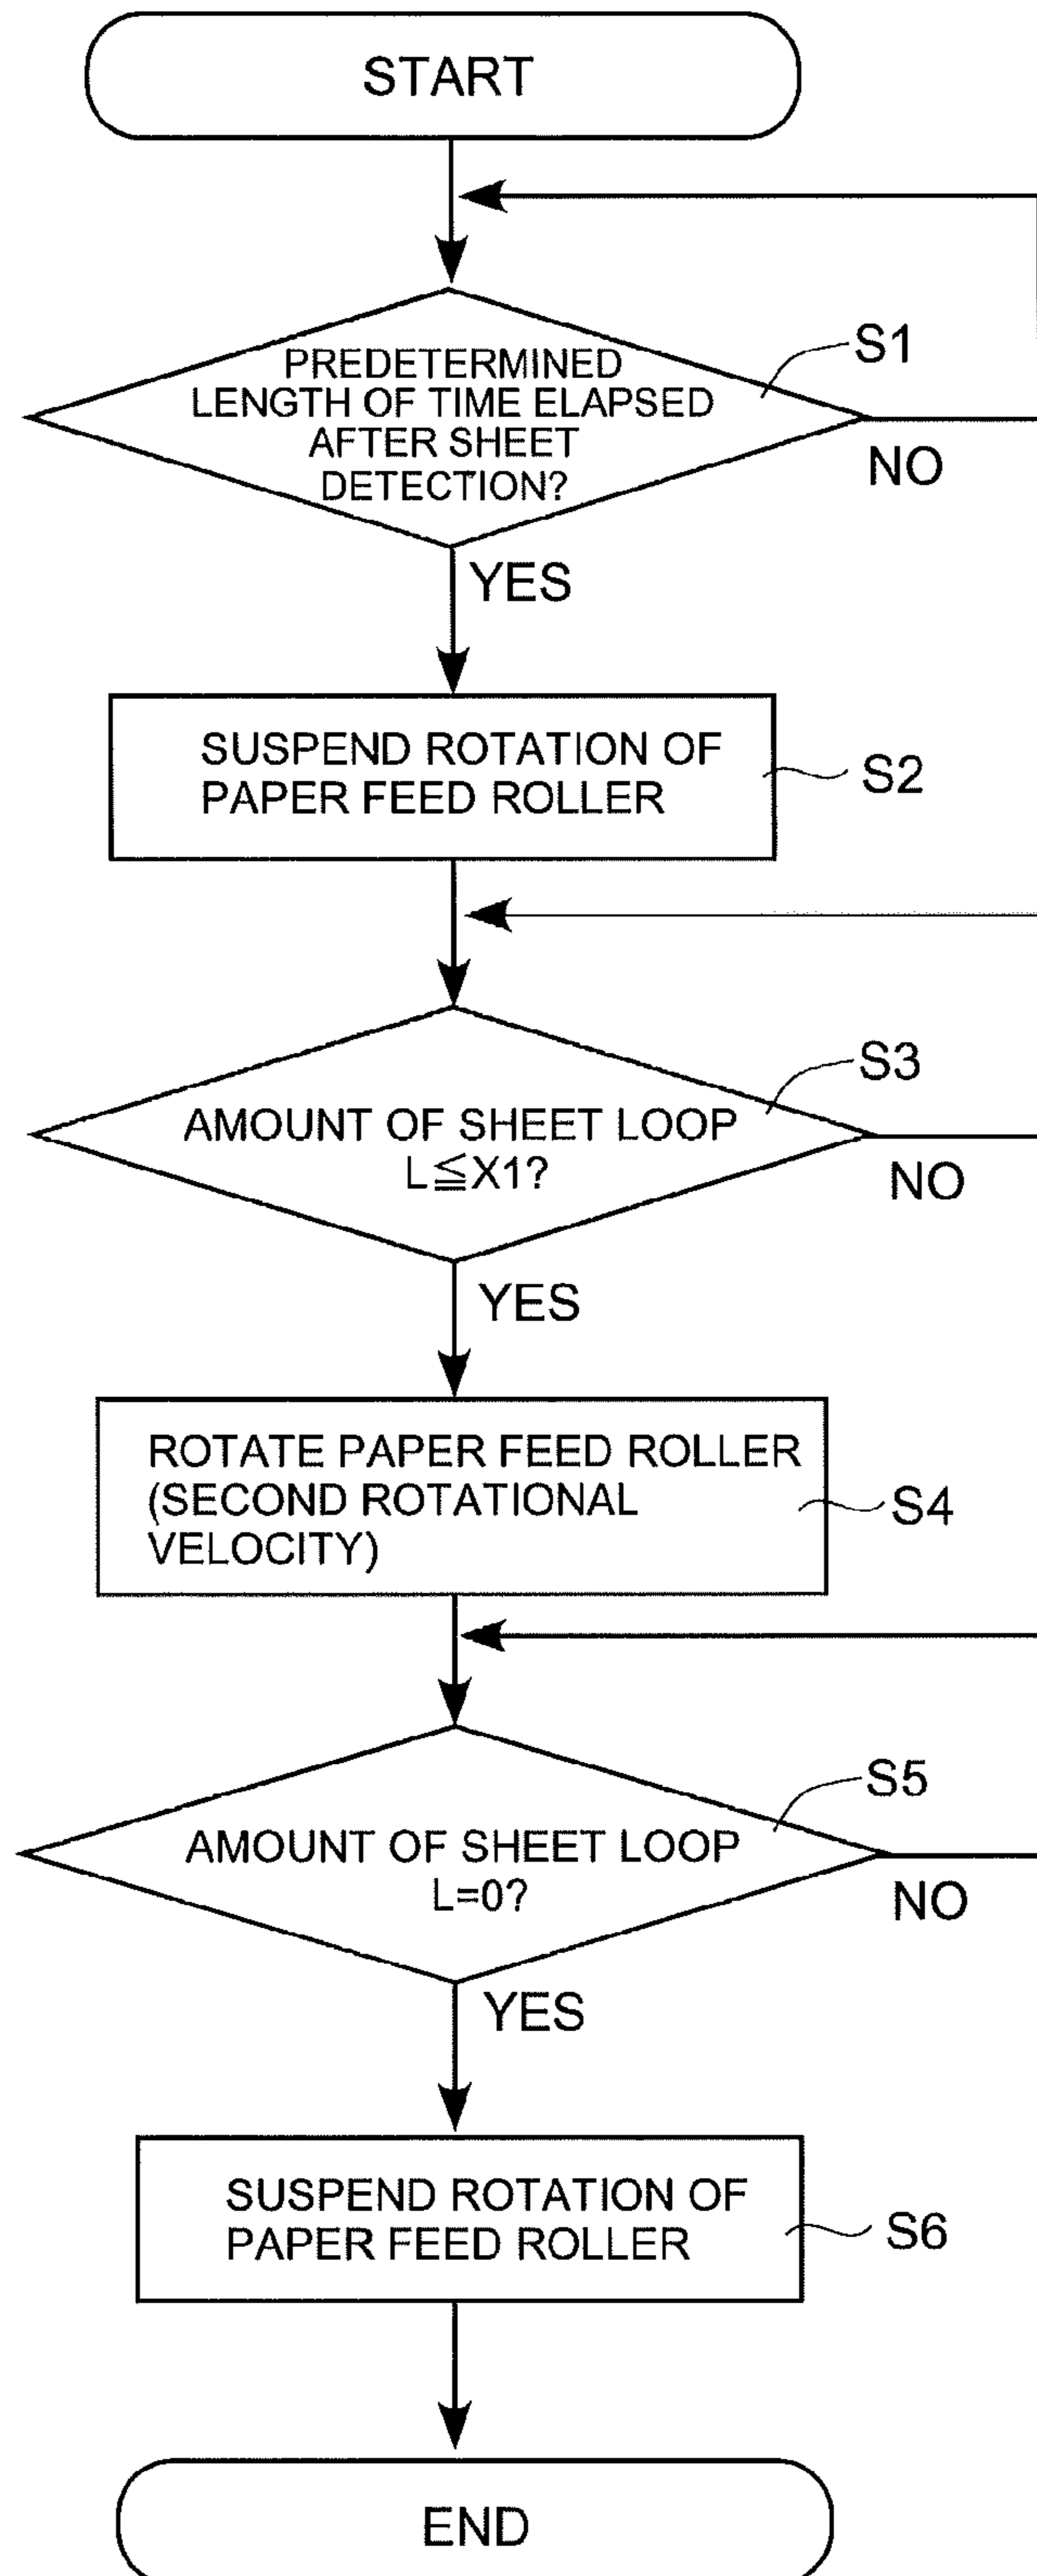 START
PREDETERMINED
LENGTH OF TIME ELAPSED
AFTER SHEET
DETECTION?
S1
NO
YES
SUSPEND ROTATION OF
PAPER FEED ROLLER
S2
AMOUNT OF SHEET LOOP
L≦X1?
S3
NO
YES
ROTATE PAPER FEED ROLLER
(SECOND ROTATIONAL
VELOCITY)
S4
AMOUNT OF SHEET LOOP
L=0?
S5
NO
YES
SUSPEND ROTATION OF
PAPER FEED ROLLER
S6
END